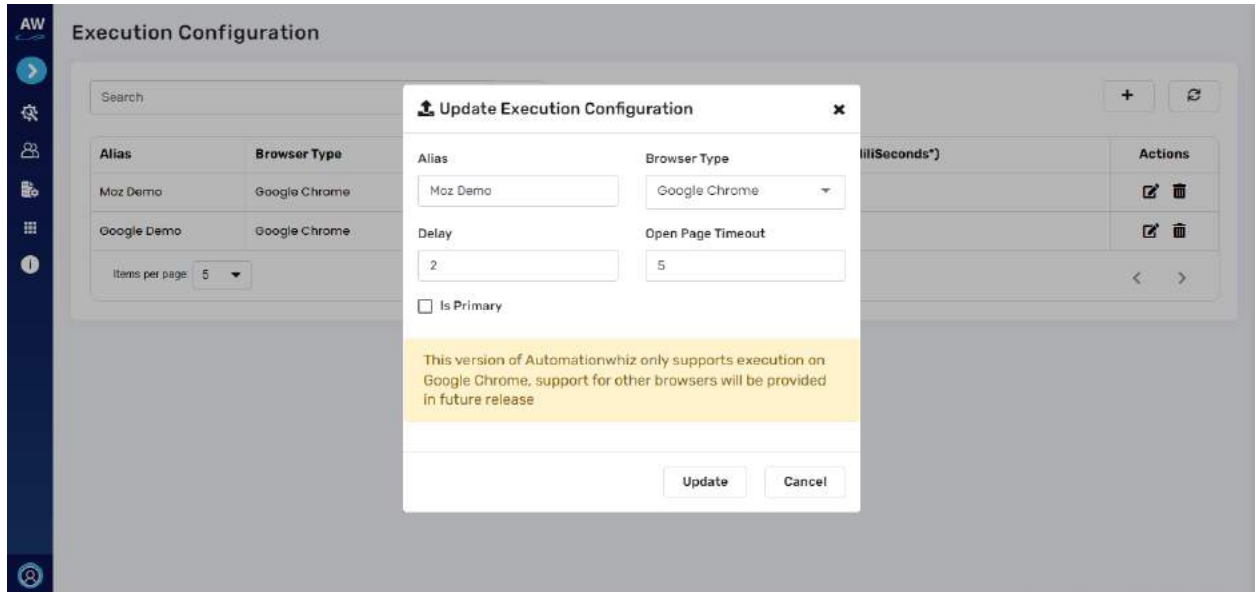 AW
Execution Configuration
Search
Update Execution Configuration
Alias
Browser Type
iliSeconds*)
Actions
Alias
Browser Type
Moz Demo
Google Chrome
Moz Demo
Google Chrome
Google Demo
Google Chrome
Delay
Open Page Timeout
2
5
Items per page: 5
Is Primary
This version of Automationwhiz only supports execution on
Google Chrome, support for other browsers will be provided
in future release
Update
Cancel